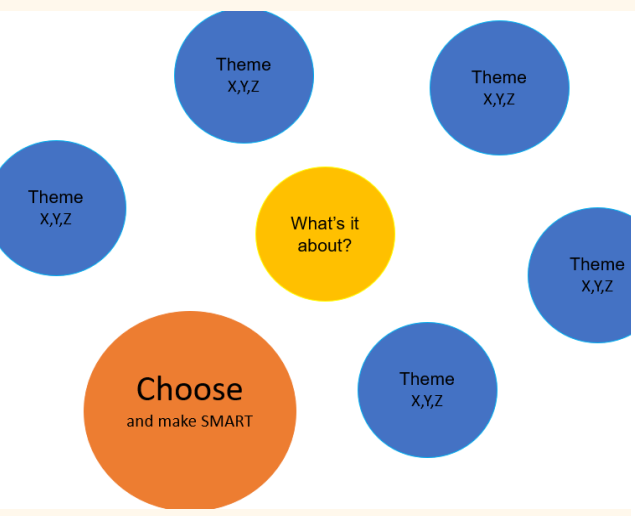 Theme
X,Y,Z
Theme
X,Y,Z
Theme
X,Y,Z
What's it
about?
Theme
X,Y,Z
Choose
and make SMART
Theme
X,Y,Z